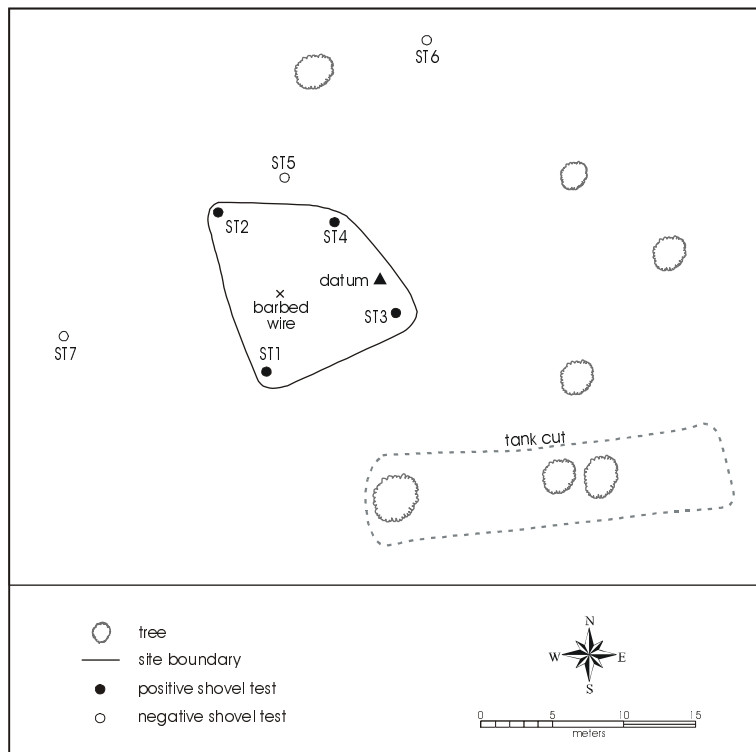 ST6
ST5
ST2
ST4
datum
barbed
wire
ST3
ST7
ST1
tank cut
tree
site boundary
positive shovel test
negative shovel test
N
W E
S
0 5 10 15
meters